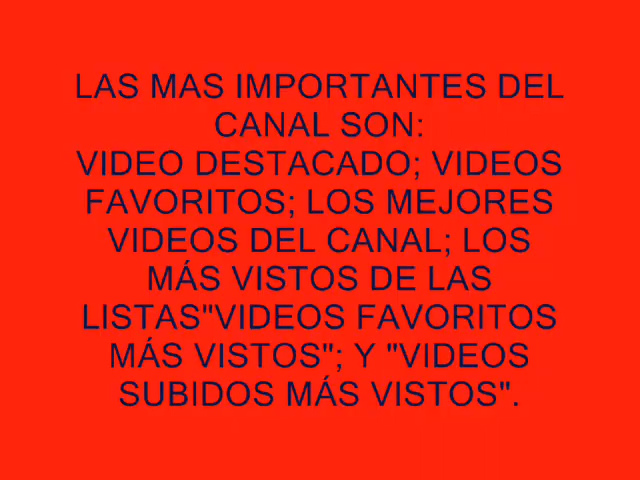 LAS MAS IMPORTANTES DEL
CANAL SON:
VIDEO DESTACADO; VIDEOS
FAVORITOS; LOS MEJORES
VIDEOS DEL CANAL; LOS
MÁS VISTOS DE LAS
LISTAS"VIDEOS FAVORITOS
MÁS VISTOS"; Y "VIDEOS
SUBIDOS MÁS VISTOS".